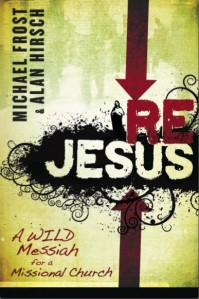 MICHAEL FROST
& ALAN HIRSCH
RE
JESUS
A WILD
Messiah
for a
Missional Church